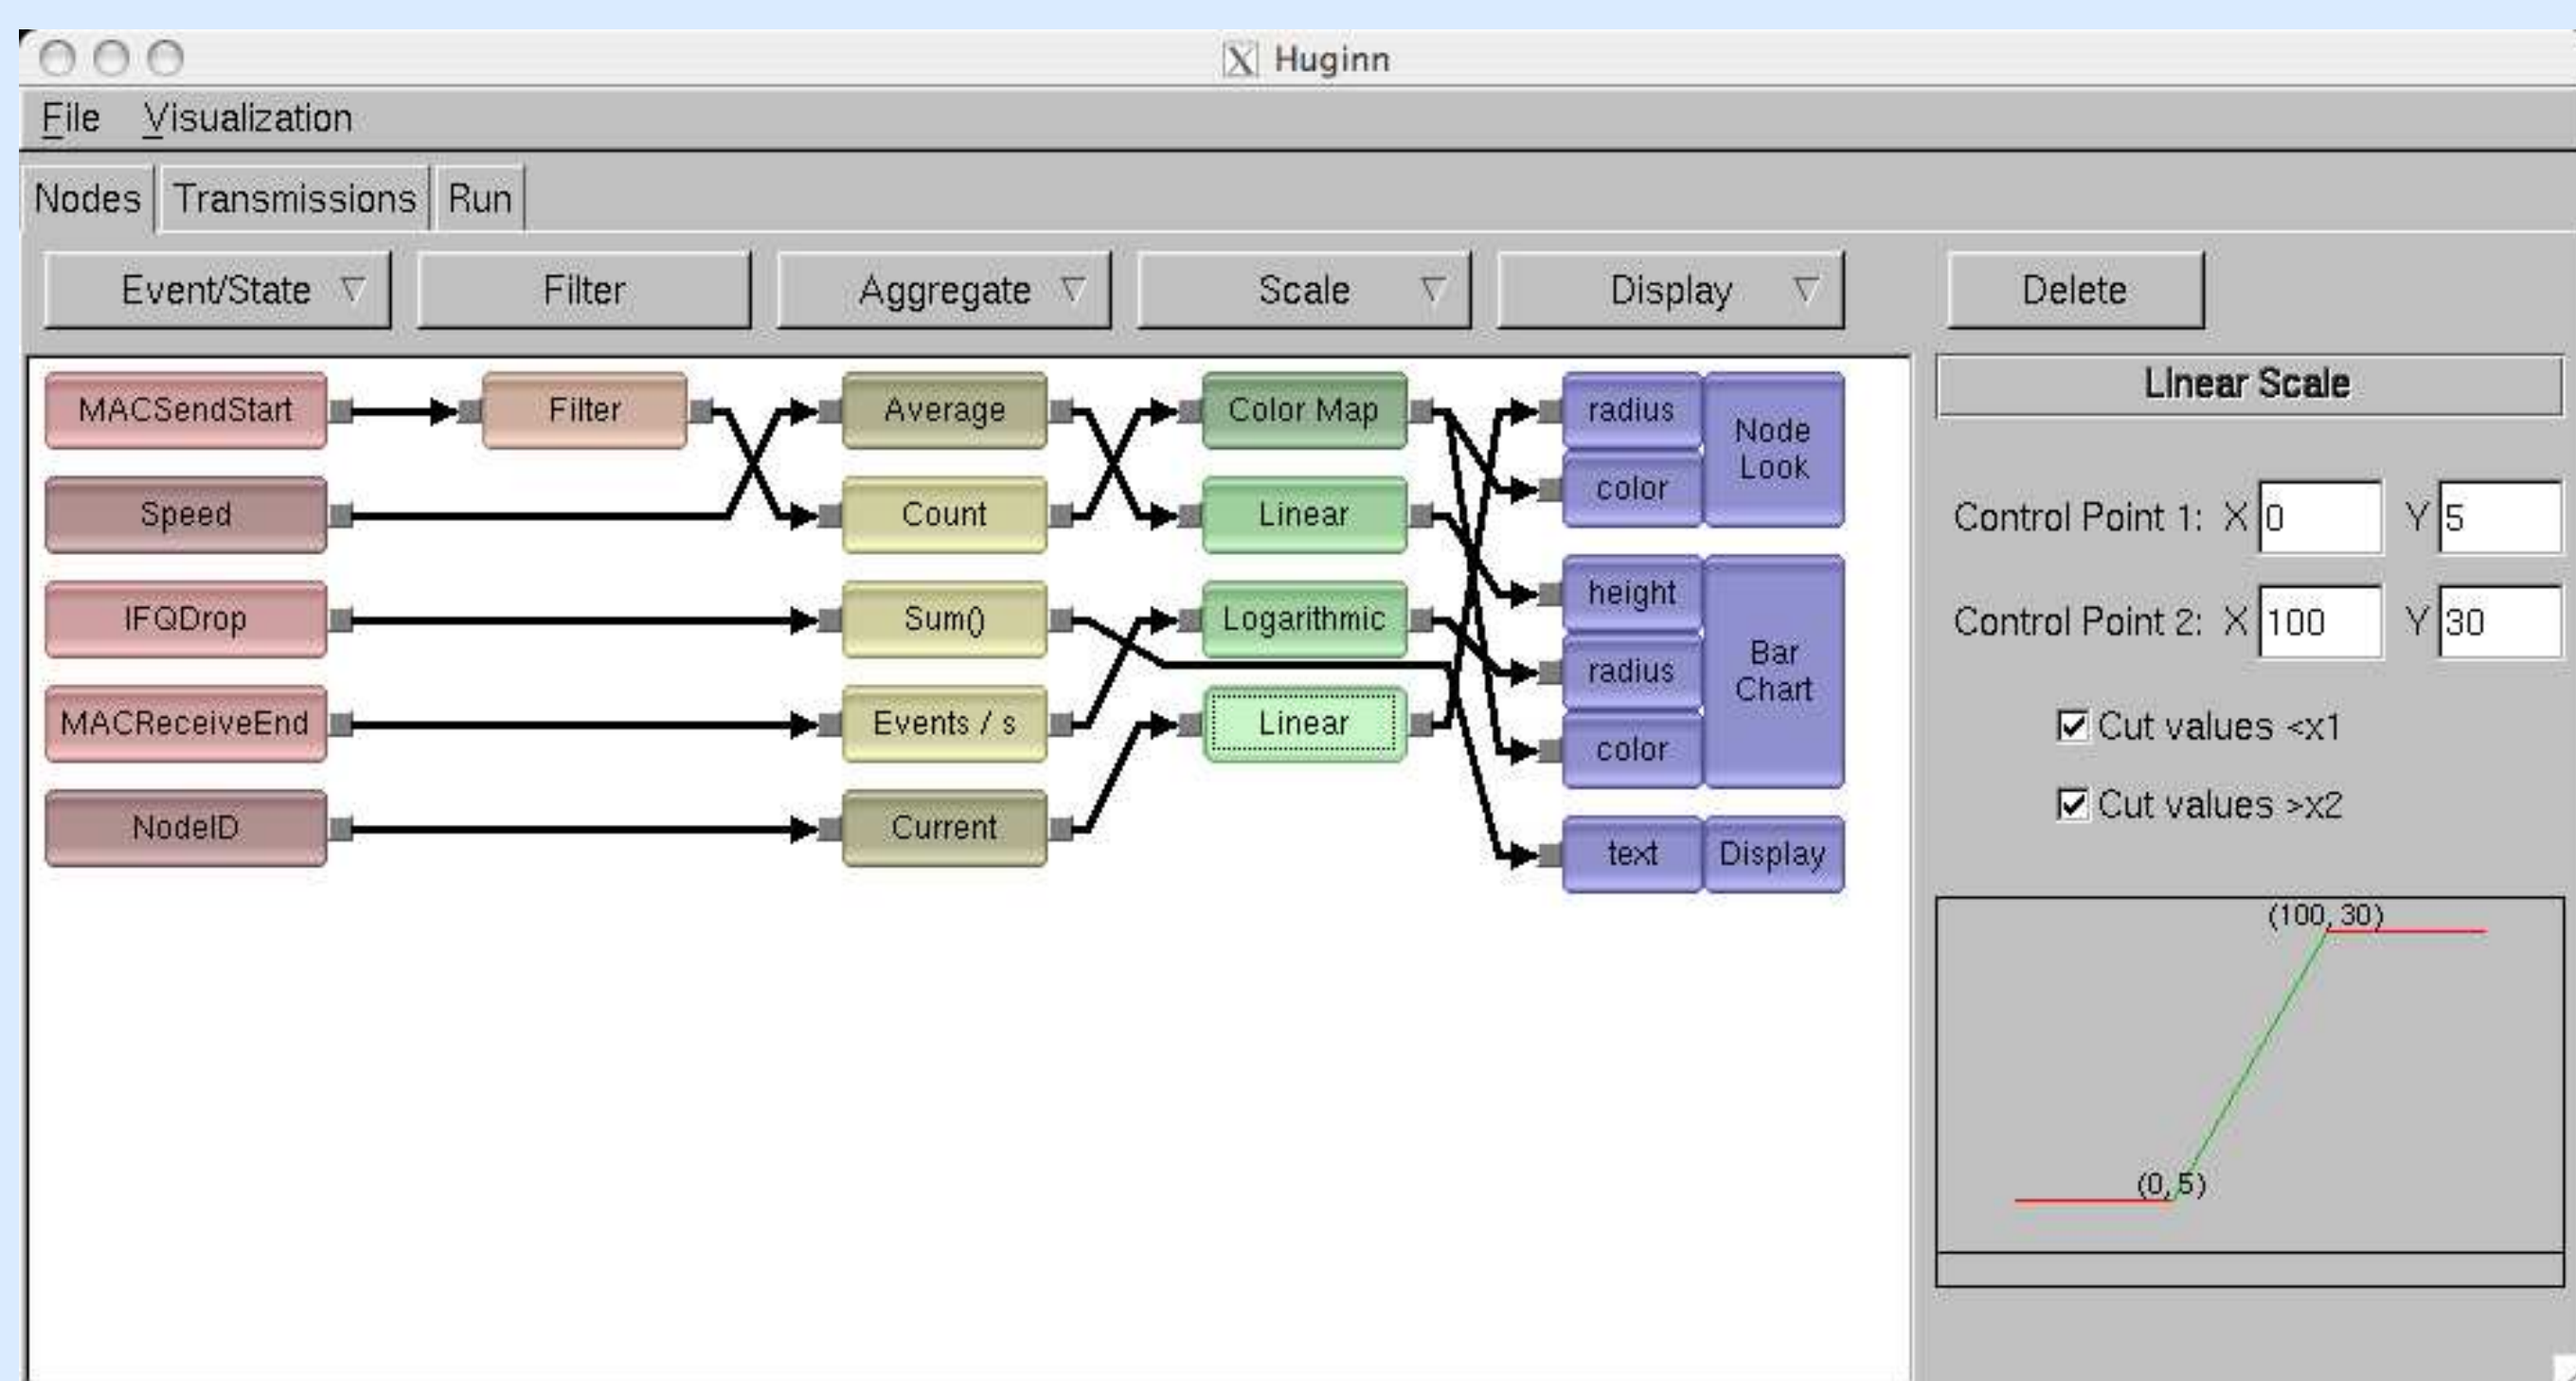 Huginn
File Visualization
Nodes Transmissions Run
Event/State Filter Aggregate Scale Display Delete
MACSendStart Filter Average Color Map radius Node Look
color
Speed Count Linear
IFQDrop Sum() Logarithmic height Bar Chart
radius
MACReceiveEnd Events / s Linear color
NodeID Current text Display
Linear Scale
Control Point 1: X 0 Y 5
Control Point 2: X 100 Y 30
Cut values <x1
Cut values >x2
(100, 30)
(0, 5)